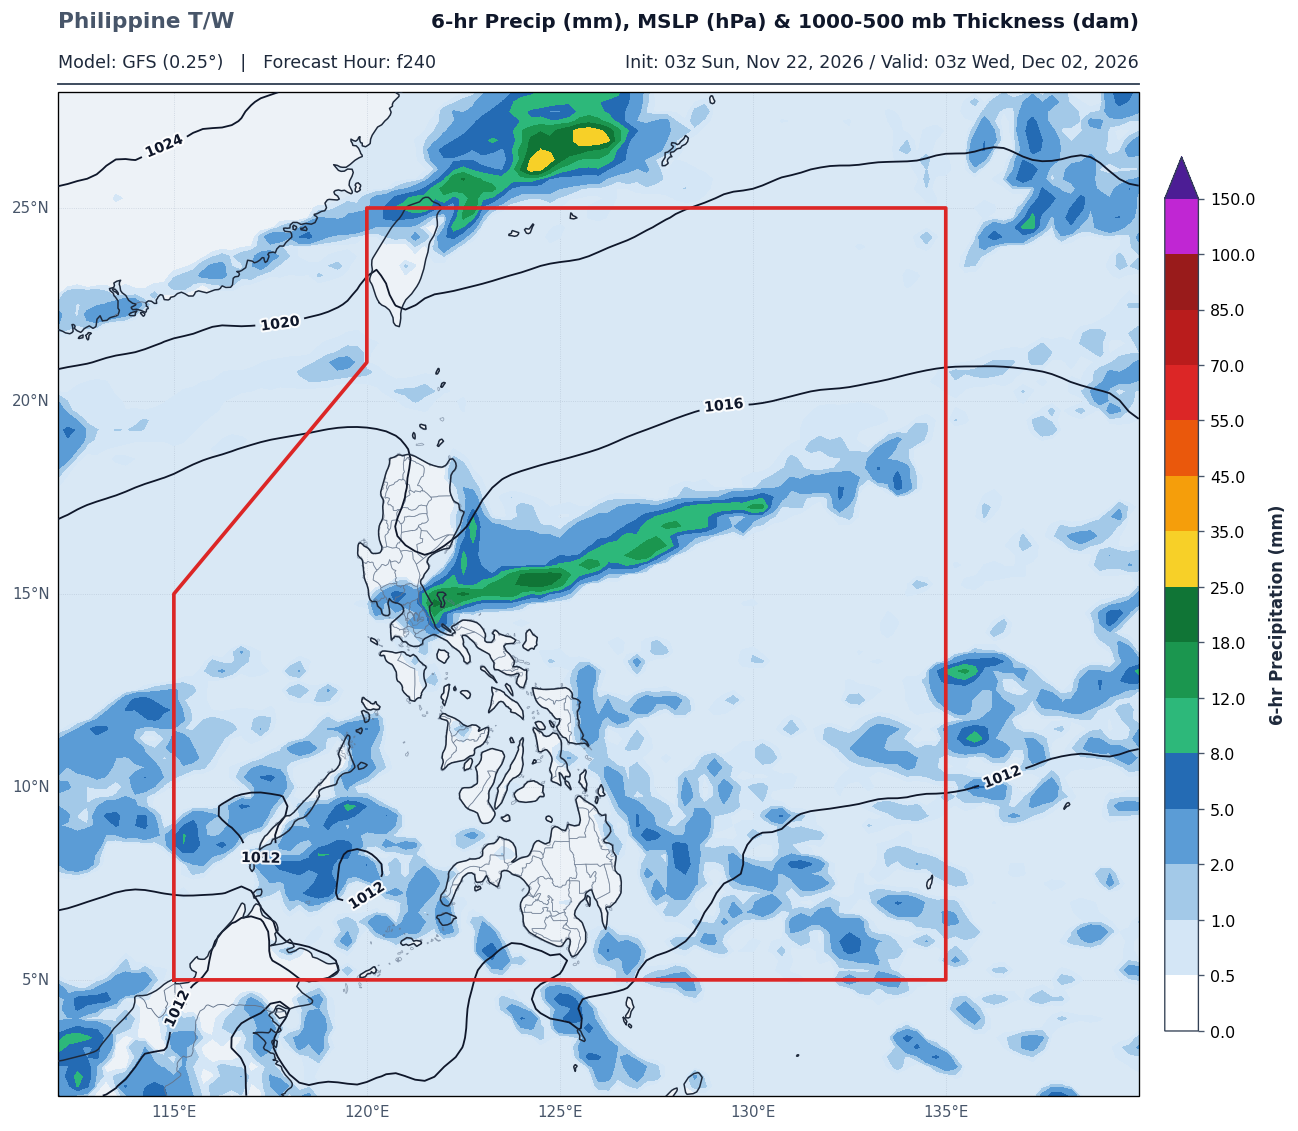 Philippine T/W
6-hr Precip (mm), MSLP (hPa) & 1000-500 mb Thickness (dam)
Model: GFS (0.25°) | Forecast Hour: f240
Init: 03z Sun, Nov 22, 2026 / Valid: 03z Wed, Dec 02, 2026
1024
1020
1016
1012
1012
1012
1012
25°N
20°N
15°N
10°N
5°N
115°E
120°E
125°E
130°E
135°E
150.0
100.0
85.0
70.0
55.0
45.0
35.0
25.0
18.0
12.0
8.0
5.0
2.0
1.0
0.5
0.0
6-hr Precipitation (mm)